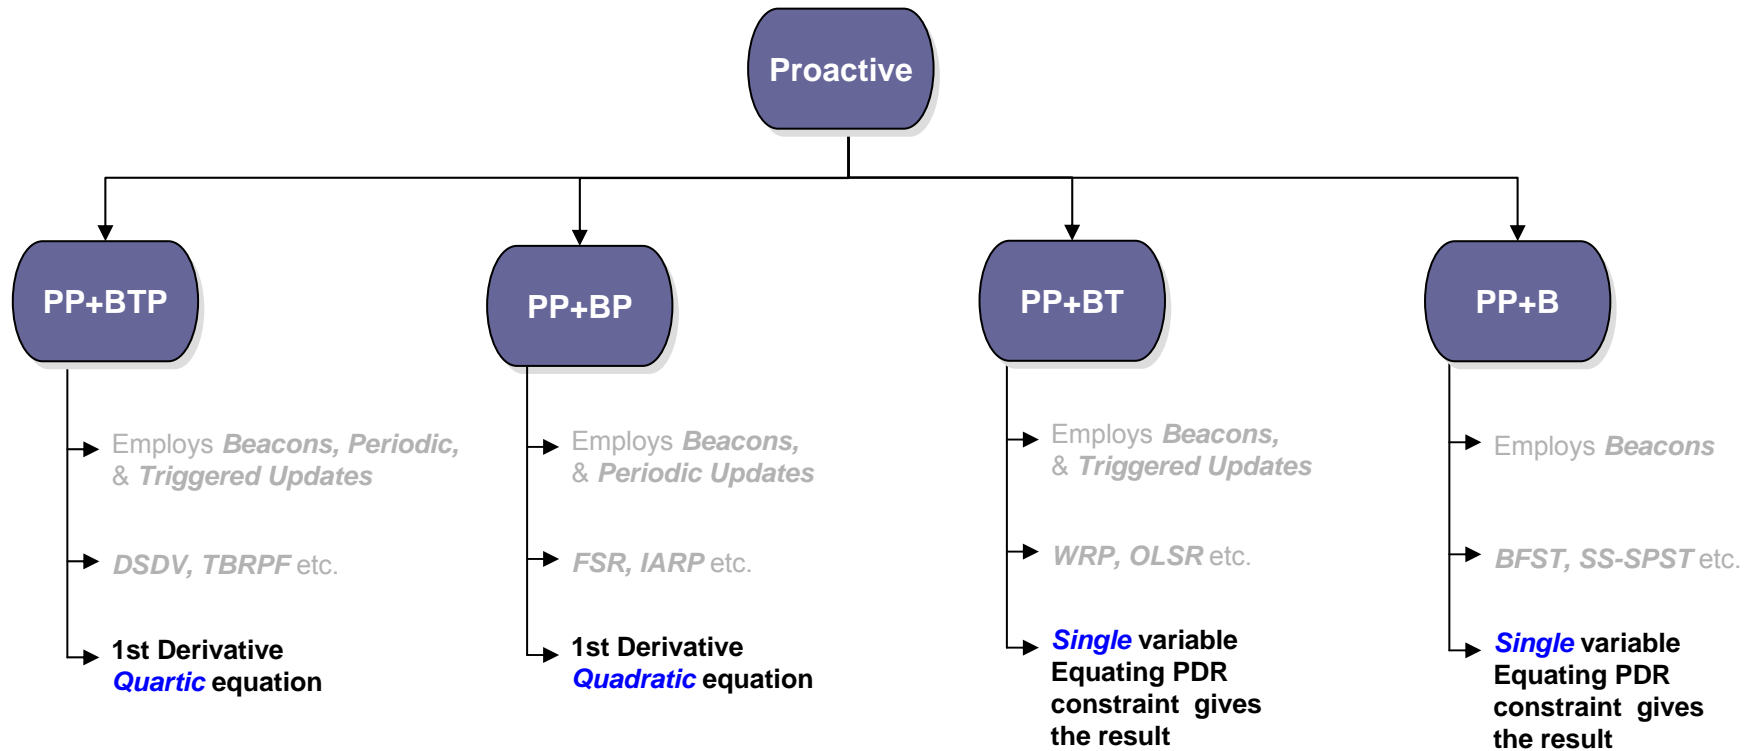 Proactive
PP+BTP
Employs Beacons, Periodic,
& Triggered Updates
DSDV, TBRPF etc.
1st Derivative
Quartic equation
PP+BP
Employs Beacons,
& Periodic Updates
FSR, IARP etc.
1st Derivative
Quadratic equation
PP+BT
Employs Beacons,
& Triggered Updates
WRP, OLSR etc.
Single variable
Equating PDR
constraint gives
the result
PP+B
Employs Beacons
BFST, SS-SPST etc.
Single variable
Equating PDR
constraint gives
the result